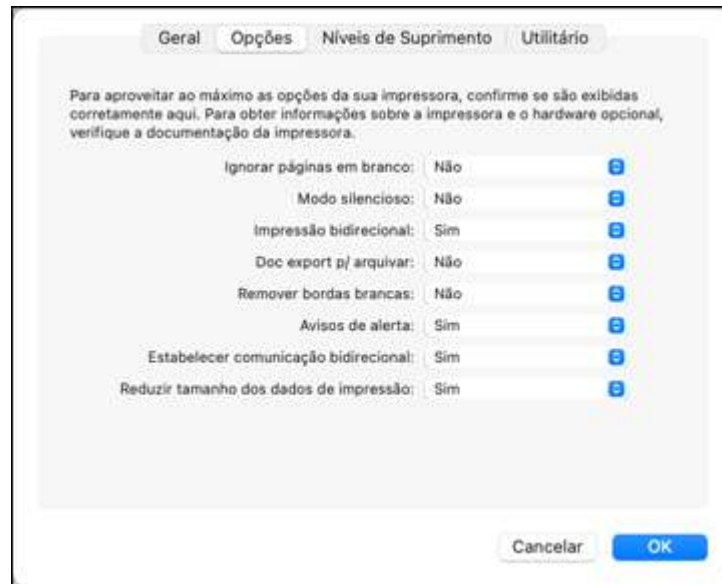 Geral Opções Níveis de Suprimento Utilitário
Para aproveitar ao máximo as opções da sua impressora, confirme se são exibidas
corretamente aqui. Para obter informações sobre a impressora e o hardware opcional,
verifique a documentação da impressora.
Ignorar páginas em branco: Não
Modo silencioso: Não
Impressão bidirecional: Sim
Doc export p/ arquivar: Não
Remover bordas brancas: Não
Avisos de alerta: Sim
Estabelecer comunicação bidirecional: Sim
Reduzir tamanho dos dados de impressão: Sim
Cancelar OK